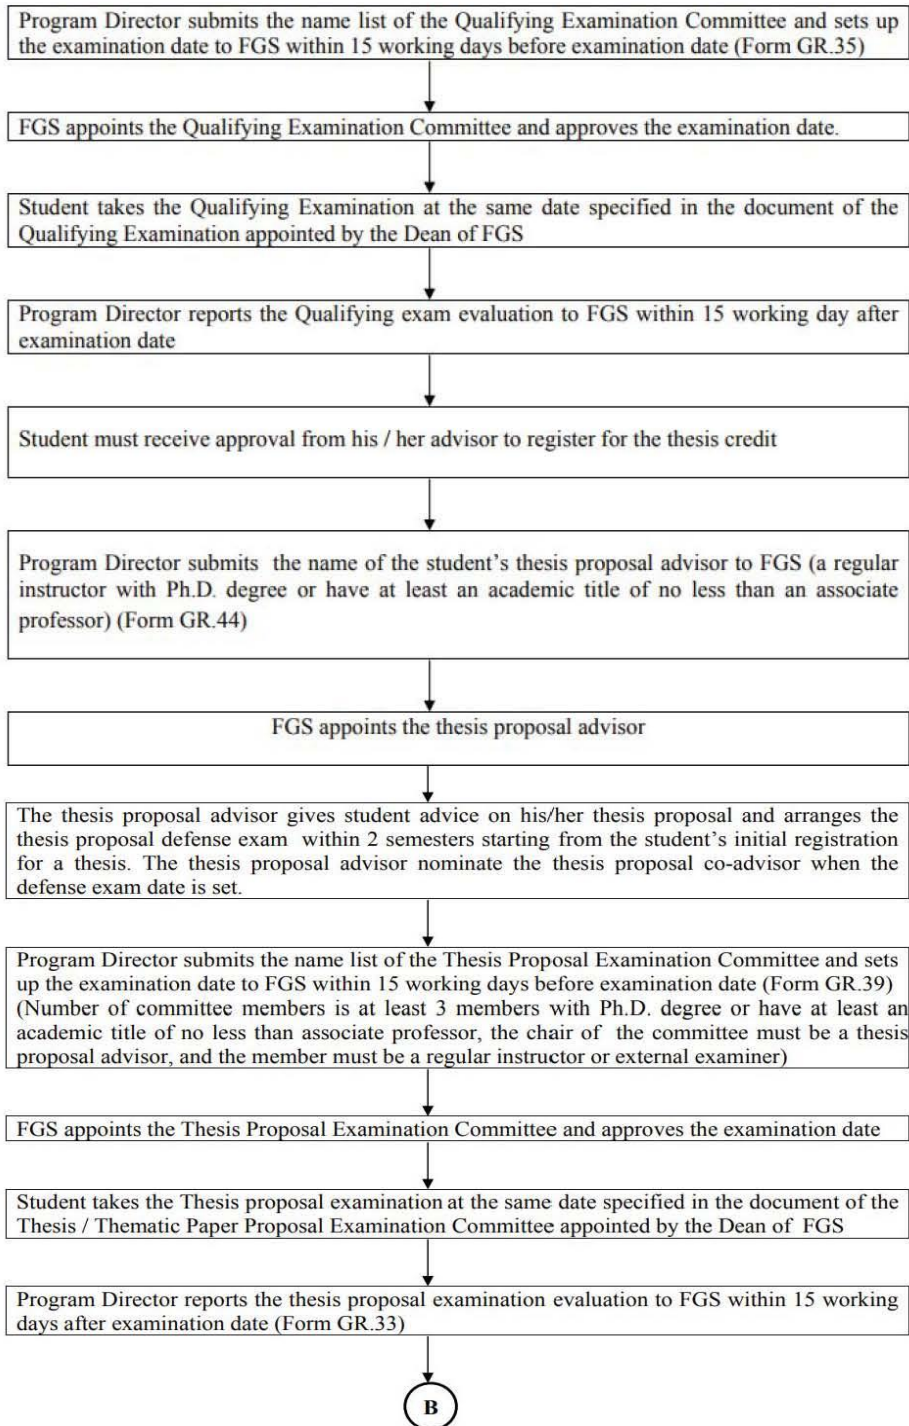 Program Director submits the name list of the Qualifying Examination Committee and sets up
the examination date to FGS within 15 working days before examination date (Form GR.35)
FGS appoints the Qualifying Examination Committee and approves the examination date.
Student takes the Qualifying Examination at the same date specified in the document of the
Qualifying Examination appointed by the Dean of FGS
Program Director reports the Qualifying exam evaluation to FGS within 15 working day after
examination date
Student must receive approval from his / her advisor to register for the thesis credit
Program Director submits the name of the student's thesis proposal advisor to FGS (a regular
instructor with Ph.D. degree or have at least an academic title of no less than an associate
professor) (Form GR.44)
FGS appoints the thesis proposal advisor
The thesis proposal advisor gives student advice on his/her thesis proposal and arranges the
thesis proposal defense exam within 2 semesters starting from the student's initial registration
for a thesis. The thesis proposal advisor nominate the thesis proposal co-advisor when the
defense exam date is set.
Program Director submits the name list of the Thesis Proposal Examination Committee and sets
up the examination date to FGS within 15 working days before examination date (Form GR.39)
(Number of committee members is at least 3 members with Ph.D. degree or have at least an
academic title of no less than associate professor, the chair of the committee must be a thesis
proposal advisor, and the member must be a regular instructor or external examiner)
FGS appoints the Thesis Proposal Examination Committee and approves the examination date
Student takes the Thesis proposal examination at the same date specified in the document of the
Thesis / Thematic Paper Proposal Examination Committee appointed by the Dean of FGS
Program Director reports the thesis proposal examination evaluation to FGS within 15 working
days after examination date (Form GR.33)
B